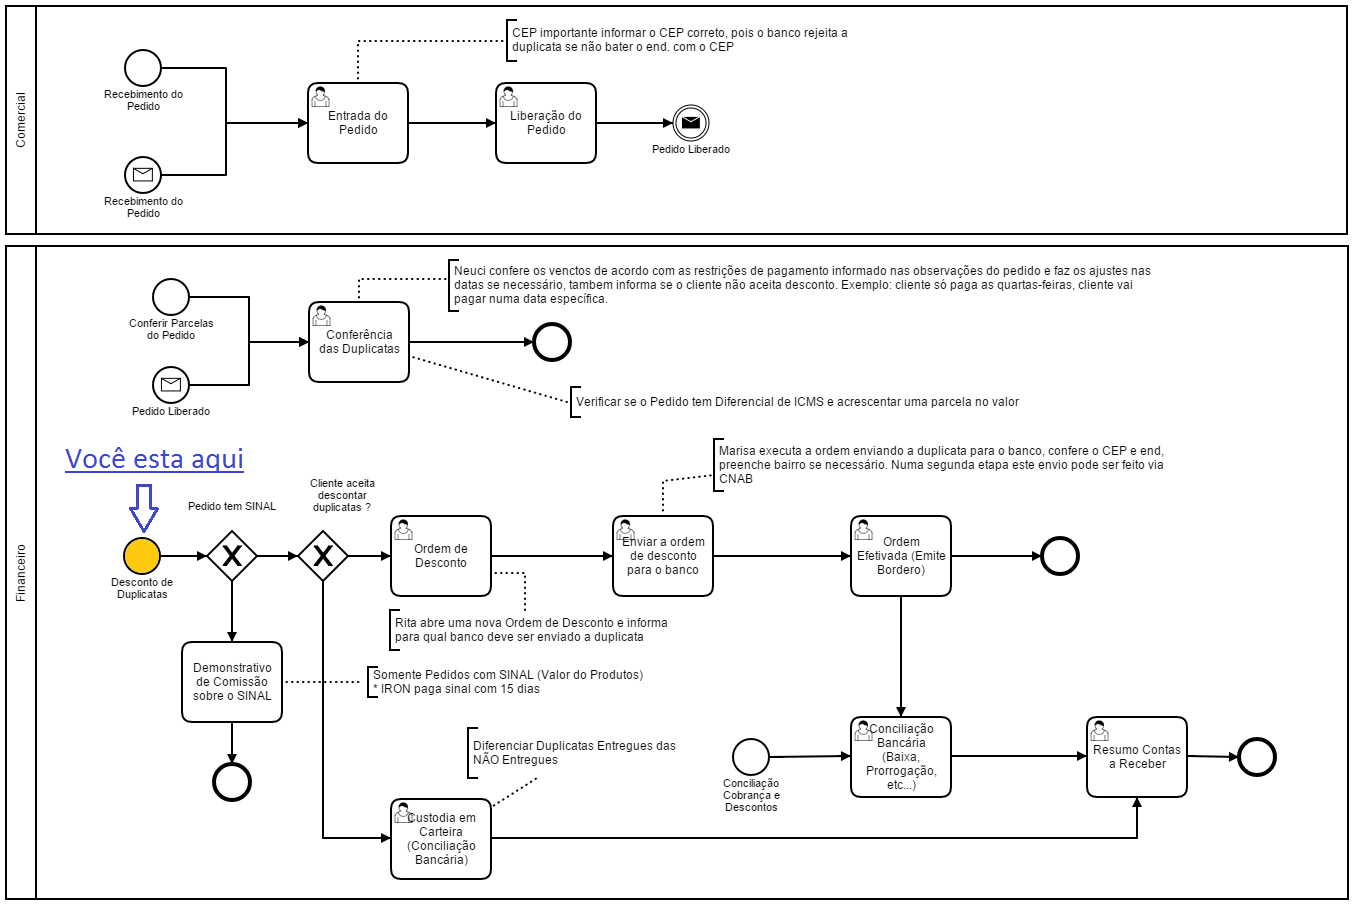 Comercial
CEP importante informar o CEP correto, pois o banco rejeita a
duplicata se não bater o end. com o CEP
Recebimento do
Pedido
Entrada do
Pedido
Liberação do
Pedido
Pedido Liberado
Recebimento do
Pedido
Financeiro
Neuci confere os venctos de acordo com as restrições de pagamento informado nas observações do pedido e faz os ajustes nas
datas se necessário, tambem informa se o cliente não aceita desconto. Exemplo: cliente só paga as quartas-feiras, cliente vai
pagar numa data específica.
Conferir Parcelas
do Pedido
Conferência
das Duplicatas
Pedido Liberado
Verificar se o Pedido tem Diferencial de ICMS e acrescentar uma parcela no valor
Você esta aqui
Marisa executa a ordem enviando a duplicata para o banco, confere o CEP e end,
preenche bairro se necessário. Numa segunda etapa este envio pode ser feito via
CNAB
Pedido tem SINAL
Cliente aceita
descontar
duplicatas ?
Desconto de
Duplicatas
Ordem de
Desconto
Enviar a ordem
de desconto
para o banco
Ordem
Efetivada (Emite
Bordero)
Rita abre uma nova Ordem de Desconto e informa
para qual banco deve ser enviado a duplicata
Demonstrativo
de Comissão
sobre o SINAL
Somente Pedidos com SINAL (Valor do Produtos)
* IRON paga sinal com 15 dias
Diferenciar Duplicatas Entregues das
NÃO Entregues
Conciliação
Cobrança e
Descontos
Conciliação
Bancária
(Baixa,
Prorrogação,
etc...)
Resumo Contas
a Receber
Custodia em
Carteira
(Conciliação
Bancária)